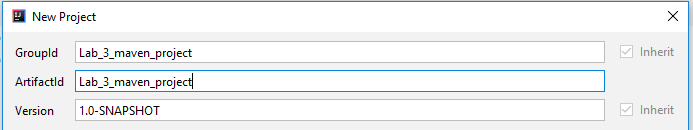 New Project
GroupId Lab_3_maven_project Inherit
ArtifactId Lab_3_maven_project
Version 1.0-SNAPSHOT Inherit